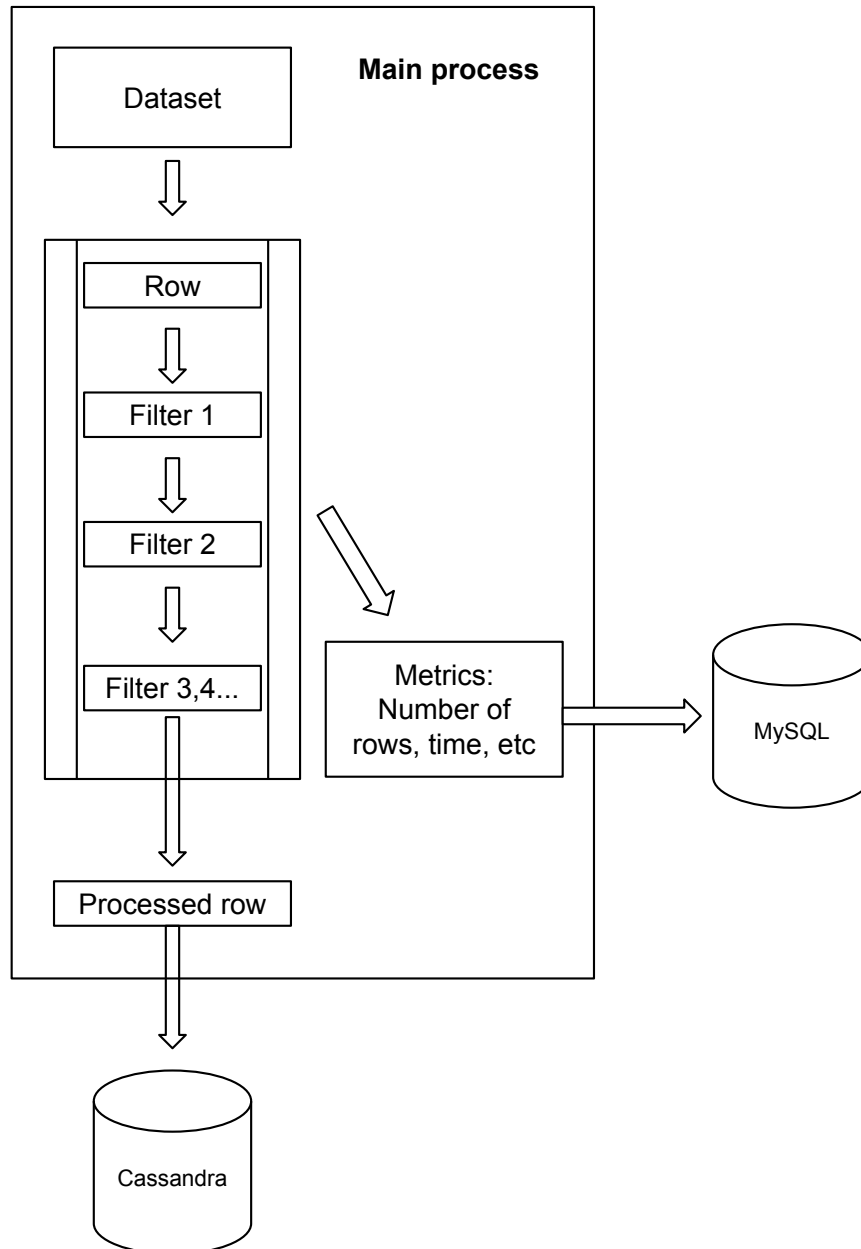 Main process
Dataset
Row
Filter 1
Filter 2
Filter 3,4...
Metrics:
Number of
rows, time, etc
MySQL
Processed row
Cassandra